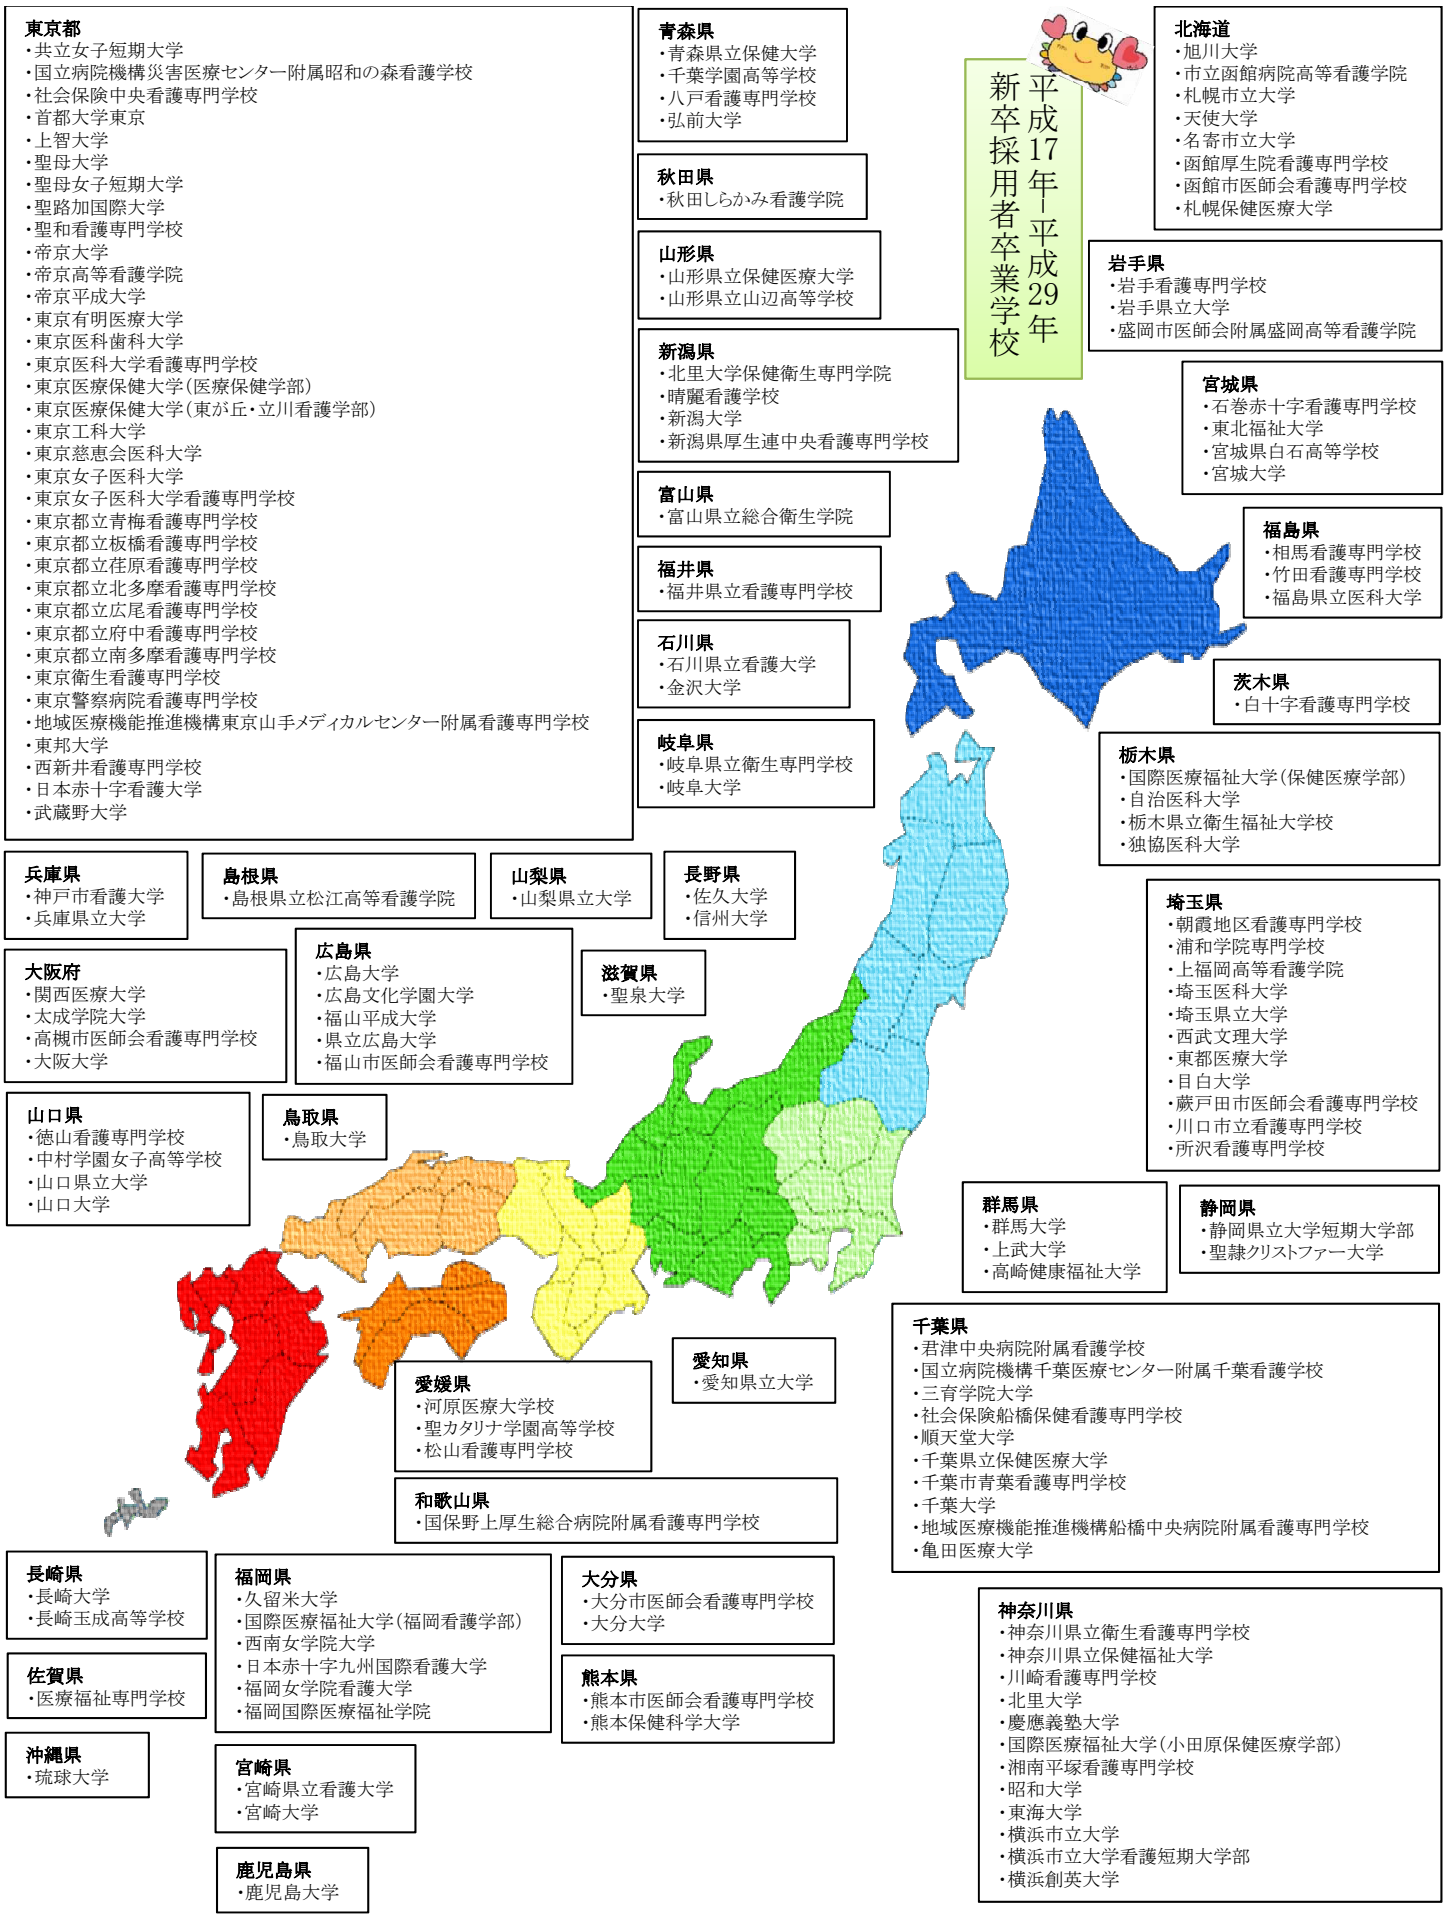 東京都
・共立女子短期大学
・国立病院機構災害医療センター附属昭和の森看護学校
・社会保険中央看護専門学校
・首都大学東京
・上智大学
・聖母大学
・聖母女子短期大学
・聖路加国際大学
・聖和看護専門学校
・帝京大学
・帝京高等看護学院
・帝京平成大学
・東京有明医療大学
・東京医科歯科大学
・東京医科大学看護専門学校
・東京医療保健大学(医療保健学部)
・東京医療保健大学(東が丘・立川看護学部)
・東京工科大学
・東京慈恵会医科大学
・東京女子医科大学
・東京女子医科大学看護専門学校
・東京都立青梅看護専門学校
・東京都立板橋看護専門学校
・東京都立荏原看護専門学校
・東京都立北多摩看護専門学校
・東京都立広尾看護専門学校
・東京都立府中看護専門学校
・東京都立南多摩看護専門学校
・東京衛生看護専門学校
・東京警察病院看護専門学校
・地域医療機能推進機構東京山手メディカルセンター附属看護専門学校
・東邦大学
・西新井看護専門学校
・日本赤十字看護大学
・武蔵野大学
青森県
・青森県立保健大学
・千葉学園高等学校
・八戸看護専門学校
・弘前大学
秋田県
・秋田しらかみ看護学院
山形県
・山形県立保健医療大学
・山形県立山辺高等学校
新潟県
・北里大学保健衛生専門学院
・晴麗看護学校
・新潟大学
・新潟県厚生連中央看護専門学校
富山県
・富山県立総合衛生学院
福井県
・福井県立看護専門学校
石川県
・石川県立看護大学
・金沢大学
岐阜県
・岐阜県立衛生専門学校
・岐阜大学
平成17年-平成29年
新卒採用者卒業学校
北海道
・旭川大学
・市立函館病院高等看護学院
・札幌市立大学
・天使大学
・名寄市立大学
・函館厚生院看護専門学校
・函館市医師会看護専門学校
・札幌保健医療大学
岩手県
・岩手看護専門学校
・岩手県立大学
・盛岡市医師会附属盛岡高等看護学院
宮城県
・石巻赤十字看護専門学校
・東北福祉大学
・宮城県白石高等学校
・宮城大学
福島県
・相馬看護専門学校
・竹田看護専門学校
・福島県立医科大学
茨木県
・白十字看護専門学校
栃木県
・国際医療福祉大学(保健医療学部)
・自治医科大学
・栃木県立衛生福祉大学校
・独協医科大学
兵庫県
・神戸市看護大学
・兵庫県立大学
島根県
・島根県立松江高等看護学院
山梨県
・山梨県立大学
長野県
・佐久大学
・信州大学
大阪府
・関西医療大学
・太成学院大学
・高槻市医師会看護専門学校
・大阪大学
広島県
・広島大学
・広島文化学園大学
・福山平成大学
・県立広島大学
・福山市医師会看護専門学校
滋賀県
・聖泉大学
埼玉県
・朝霞地区看護専門学校
・浦和学院専門学校
・上福岡高等看護学院
・埼玉医科大学
・埼玉県立大学
・西武文理大学
・東都医療大学
・目白大学
・蕨戸田市医師会看護専門学校
・川口市立看護専門学校
・所沢看護専門学校
山口県
・徳山看護専門学校
・中村学園女子高等学校
・山口県立大学
・山口大学
鳥取県
・鳥取大学
群馬県
・群馬大学
・上武大学
・高崎健康福祉大学
静岡県
・静岡県立大学短期大学部
・聖隷クリストファー大学
千葉県
・君津中央病院附属看護学校
・国立病院機構千葉医療センター附属千葉看護学校
・三育学院大学
・社会保険船橋保健看護専門学校
・順天堂大学
・千葉県立保健医療大学
・千葉市青葉看護専門学校
・千葉大学
・地域医療機能推進機構船橋中央病院附属看護専門学校
・亀田医療大学
愛知県
・愛知県立大学
愛媛県
・河原医療大学校
・聖カタリナ学園高等学校
・松山看護専門学校
和歌山県
・国保野上厚生総合病院附属看護専門学校
長崎県
・長崎大学
・長崎玉成高等学校
福岡県
・久留米大学
・国際医療福祉大学(福岡看護学部)
・西南女学院大学
・日本赤十字九州国際看護大学
・福岡女学院看護大学
・福岡国際医療福祉学院
大分県
・大分市医師会看護専門学校
・大分大学
佐賀県
・医療福祉専門学校
熊本県
・熊本市医師会看護専門学校
・熊本保健科学大学
沖縄県
・琉球大学
宮崎県
・宮崎県立看護大学
・宮崎大学
鹿児島県
・鹿児島大学
神奈川県
・神奈川県立衛生看護専門学校
・神奈川県立保健福祉大学
・川崎看護専門学校
・北里大学
・慶應義塾大学
・国際医療福祉大学(小田原保健医療学部)
・湘南平塚看護専門学校
・昭和大学
・東海大学
・横浜市立大学
・横浜市立大学看護短期大学部
・横浜創英大学